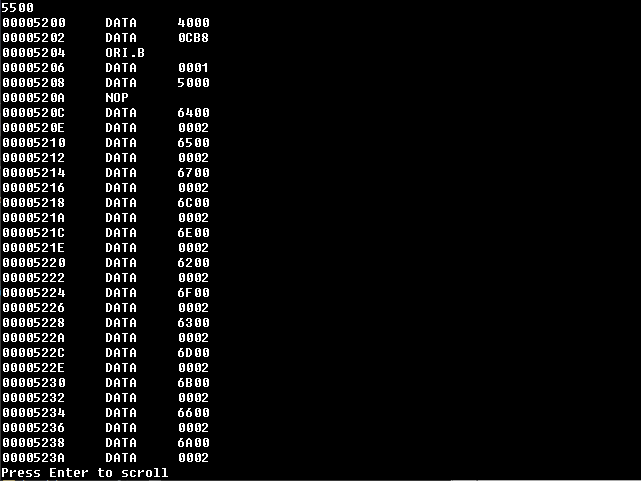 5500
00005200 DATA 4000
00005202 DATA 0CB8
00005204 ORI.B
00005206 DATA 0001
00005208 DATA 5000
0000520A NOP
0000520C DATA 6400
0000520E DATA 0002
00005210 DATA 6500
00005212 DATA 0002
00005214 DATA 6700
00005216 DATA 0002
00005218 DATA 6C00
0000521A DATA 0002
0000521C DATA 6E00
0000521E DATA 0002
00005220 DATA 6200
00005222 DATA 0002
00005224 DATA 6F00
00005226 DATA 0002
00005228 DATA 6300
0000522A DATA 0002
0000522C DATA 6D00
0000522E DATA 0002
00005230 DATA 6B00
00005232 DATA 0002
00005234 DATA 6600
00005236 DATA 0002
00005238 DATA 6A00
0000523A DATA 0002
Press Enter to scroll